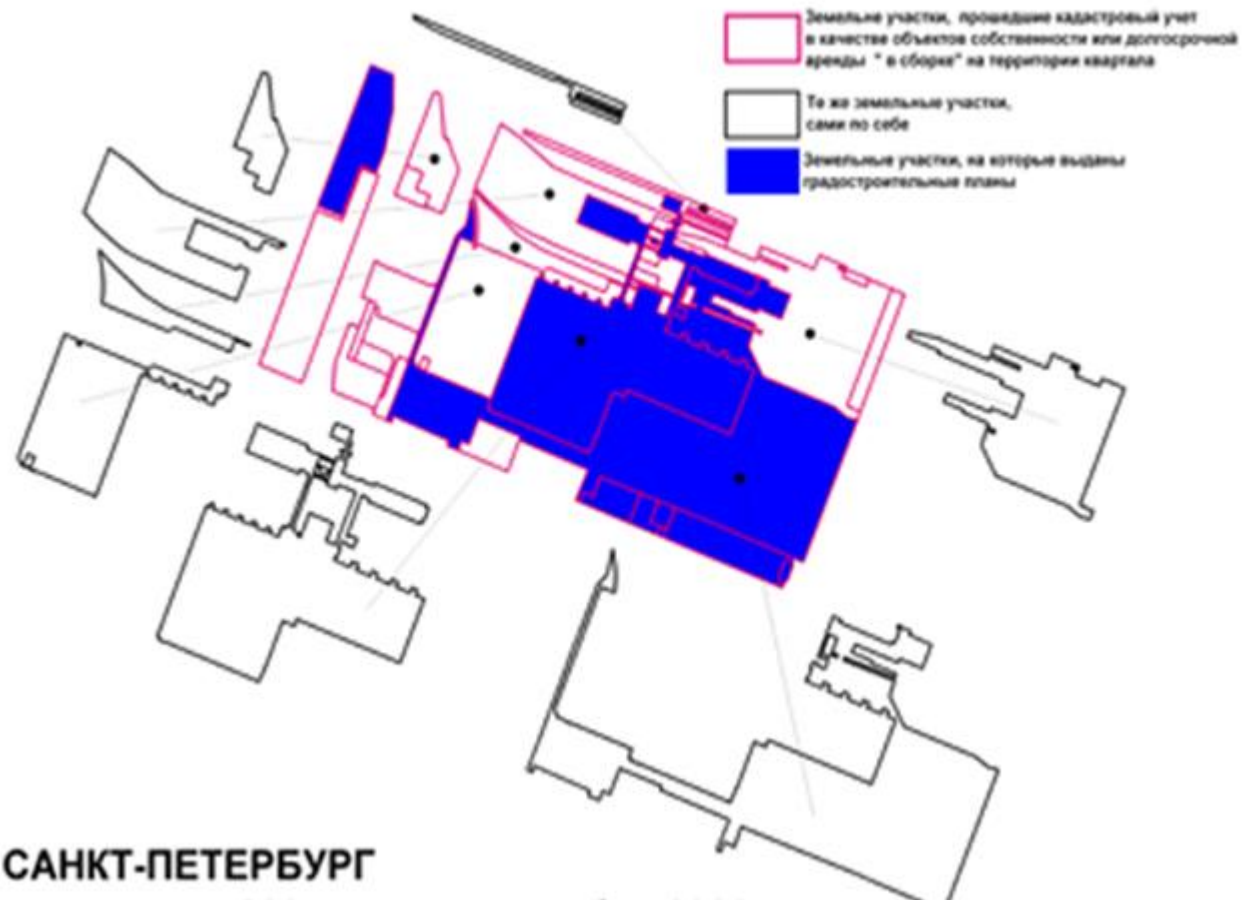 Земельне участки, прошедшие кадастровый учет
в качестве объектов собственности или долгосрочной
аренды " в сборке" на территории квартала
Те же земельные участки,
сами по себе
Земельные участки, на которые выданы
градостроительные планы
САНКТ-ПЕТЕРБУРГ